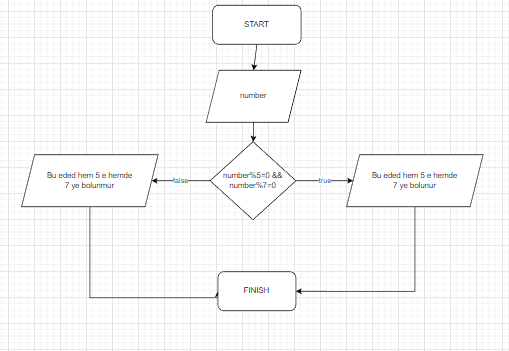 START
number
number%5=0 &&
number%7=0
false
true
Bu eded hem 5 e hemde
7 ye bolunmur
Bu eded hem 5 e hemde
7 ye bolunur
FINISH